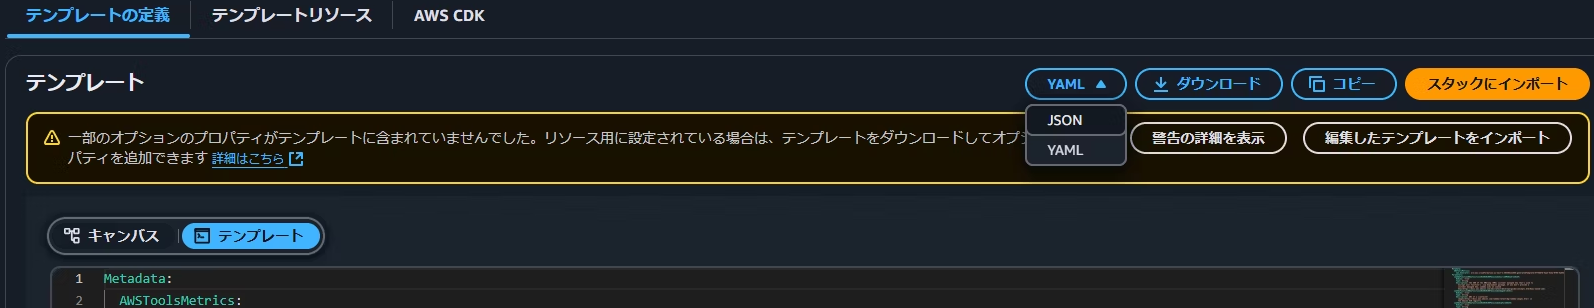 テンプレートの定義 テンプレートリソース AWS CDK
テンプレート
YAML ダウンロード コピー スタックにインポート
JSON
YAML
一部のオプションのプロパティがテンプレートに含まれていませんでした。リソース用に設定されている場合は、テンプレートをダウンロードしてオプシ
パティを追加できます 詳細はこちら
警告の詳細を表示 編集したテンプレートをインポート
キャンバス テンプレート
1 Metadata:
2 AWSToolsMetrics: